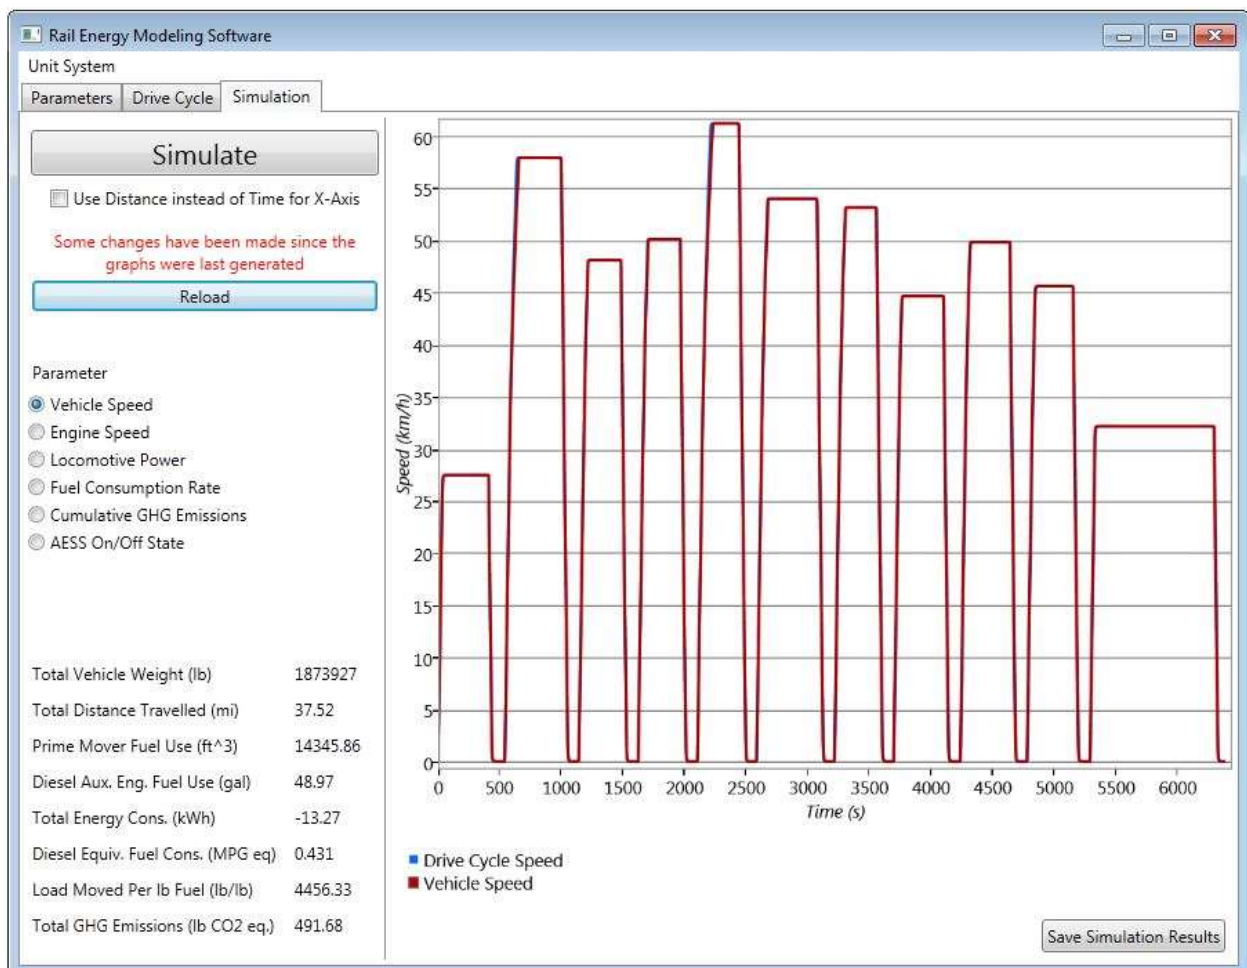 Rail Energy Modeling Software
Unit System
Parameters Drive Cycle Simulation
Simulate
Use Distance instead of Time for X-Axis
Some changes have been made since the
graphs were last generated
Reload
Parameter
Vehicle Speed
Engine Speed
Locomotive Power
Fuel Consumption Rate
Cumulative GHG Emissions
AESS On/Off State
Total Vehicle Weight (lb) 1873927
Total Distance Travelled (mi) 37.52
Prime Mover Fuel Use (ft^3) 14345.86
Diesel Aux. Eng. Fuel Use (gal) 48.97
Total Energy Cons. (kWh) -13.27
Diesel Equiv. Fuel Cons. (MPG eq) 0.431
Load Moved Per lb Fuel (lb/lb) 4456.33
Total GHG Emissions (lb CO2 eq.) 491.68
60
55
50
45
40
35
30
25
20
15
10
5
0
Speed (km/h)
0 500 1000 1500 2000 2500 3000 3500 4000 4500 5000 5500 6000
Time (s)
Drive Cycle Speed
Vehicle Speed
Save Simulation Results